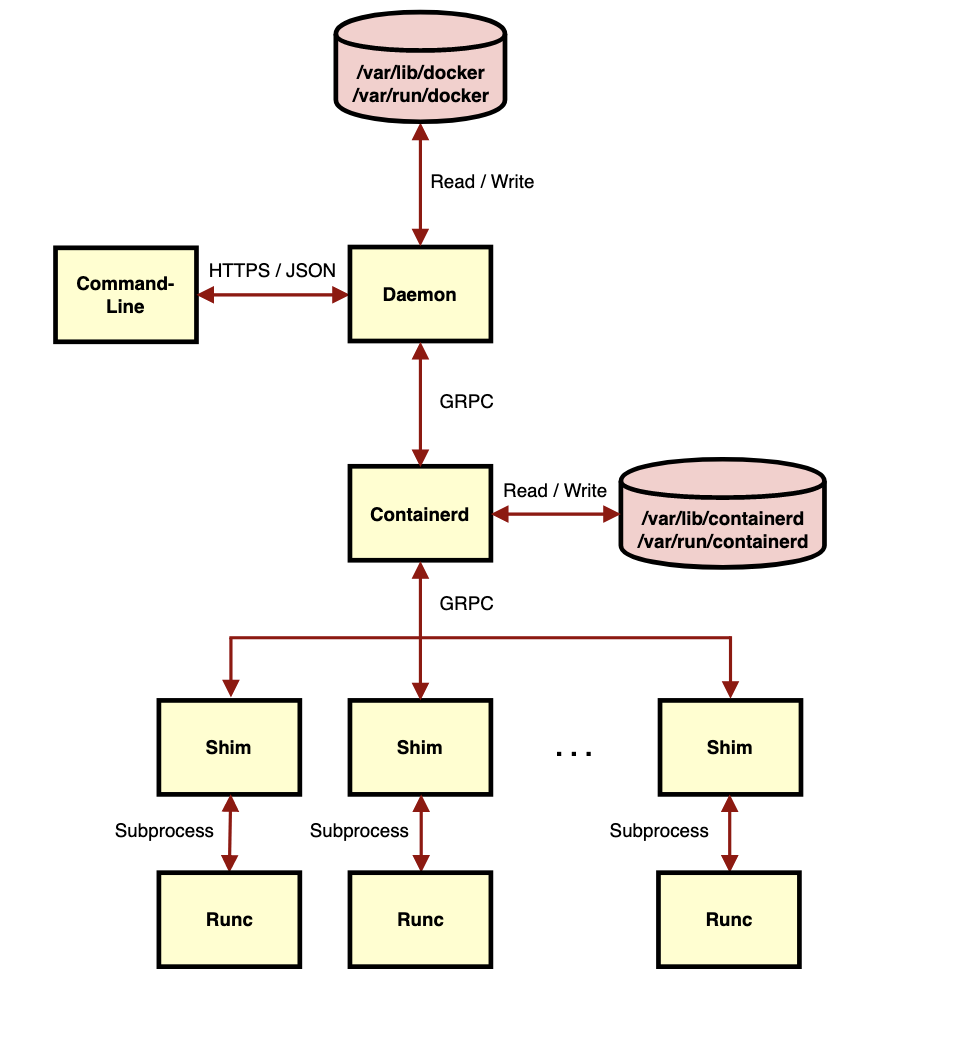 /var/lib/docker
/var/run/docker
Read / Write
Command-
Line
HTTPS / JSON
Daemon
GRPC
Containerd
Read / Write
/var/lib/containerd
/var/run/containerd
GRPC
Shim
Shim
. . .
Shim
Subprocess
Subprocess
Subprocess
Runc
Runc
Runc